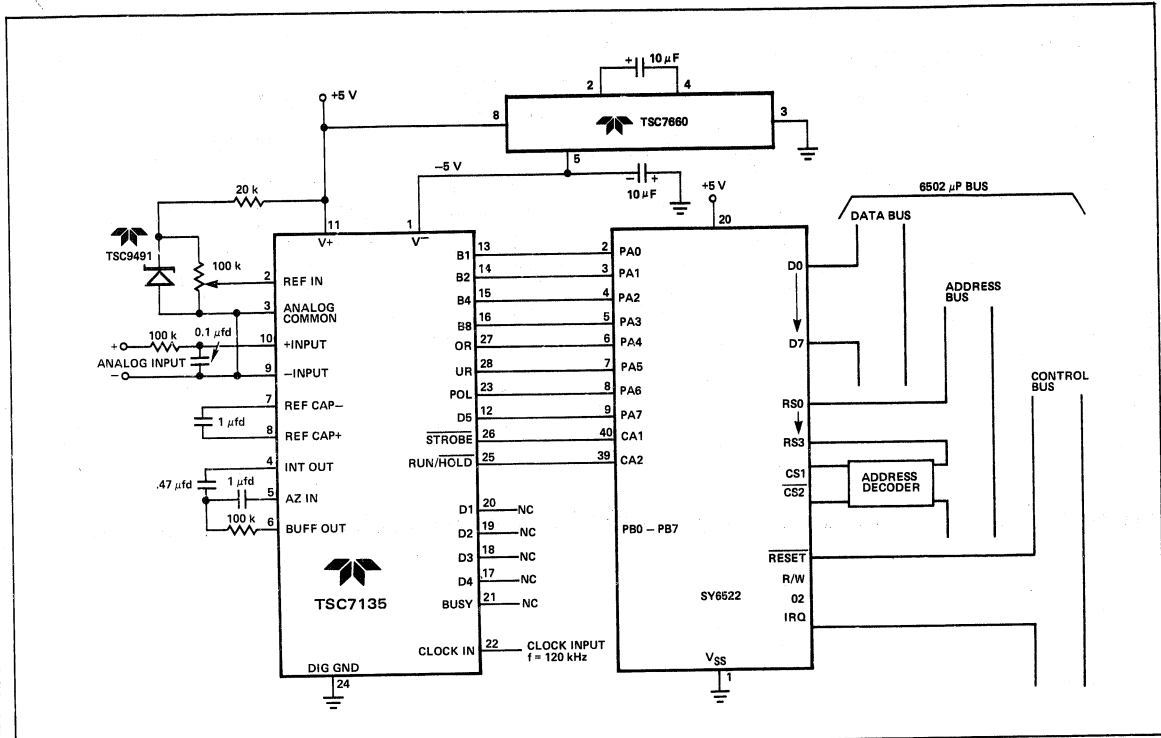 10 µF
+
2
4
+5 V
8
TSC7660
3
5
–5 V
–
+
10 µF
+5 V
20
6502 µP BUS
DATA BUS
ADDRESS
BUS
CONTROL
BUS
20 k
TSC9491
100 k
11
V+
1
V–
2
REF IN
3
ANALOG
COMMON
100 k
0.1 µfd
+
10
+INPUT
ANALOG INPUT
–
9
–INPUT
7
REF CAP–
1 µfd
8
REF CAP+
4
INT OUT
.47 µfd
1 µfd
5
AZ IN
100 k
6
BUFF OUT
TSC7135
DIG GND
24
B1 13
B2 14
B4 15
B8 16
OR 27
UR 28
POL 23
D5 12
STROBE 26
RUN/HOLD 25
D1 20 NC
D2 19 NC
D3 18 NC
D4 17 NC
BUSY 21 NC
CLOCK IN 22 CLOCK INPUT
f = 120 kHz
2 PA0
3 PA1
4 PA2
5 PA3
6 PA4
7 PA5
8 PA6
9 PA7
40 CA1
39 CA2
PB0 – PB7
SY6522
VSS
1
D0
D7
RS0
RS3
CS1
CS2
ADDRESS
DECODER
RESET
R/W
02
IRQ